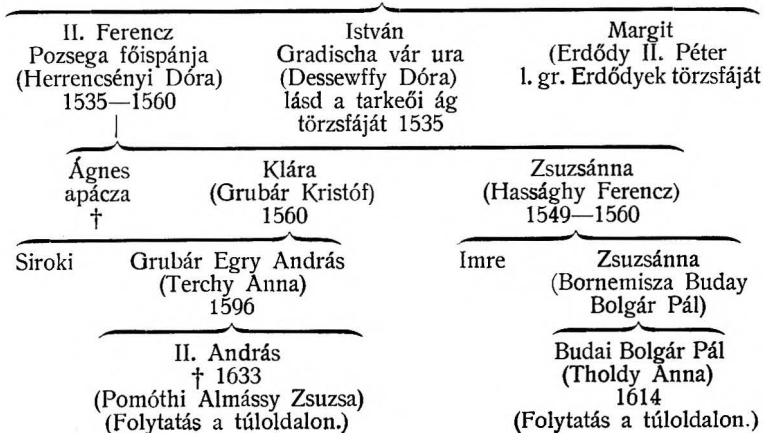 II. Ferencz
Pozsega főispánja
(Herrencsényi Dóra)
1535—1560
István
Gradischa vár ura
(Dessewffy Dóra)
lásd a tarkeői ág
törzsfáját 1535
Margit
(Erdődy II. Péter
l. gr. Erdődyek törzsfáját
Ágnes
apácza
†
Klára
(Grubár Kristóf)
1560
Zsuzsánna
(Hassághy Ferencz)
1549—1560
Siroki
Grubár Egry András
(Terchy Anna)
1596
Imre
Zsuzsánna
(Bornemisza Buday
Bolgár Pál)
II. András
† 1633
(Pomóthi Almássy Zsuzsa)
(Folytatás a túloldalon.)
Budai Bolgár Pál
(Tholdy Anna)
1614
(Folytatás a túloldalon.)